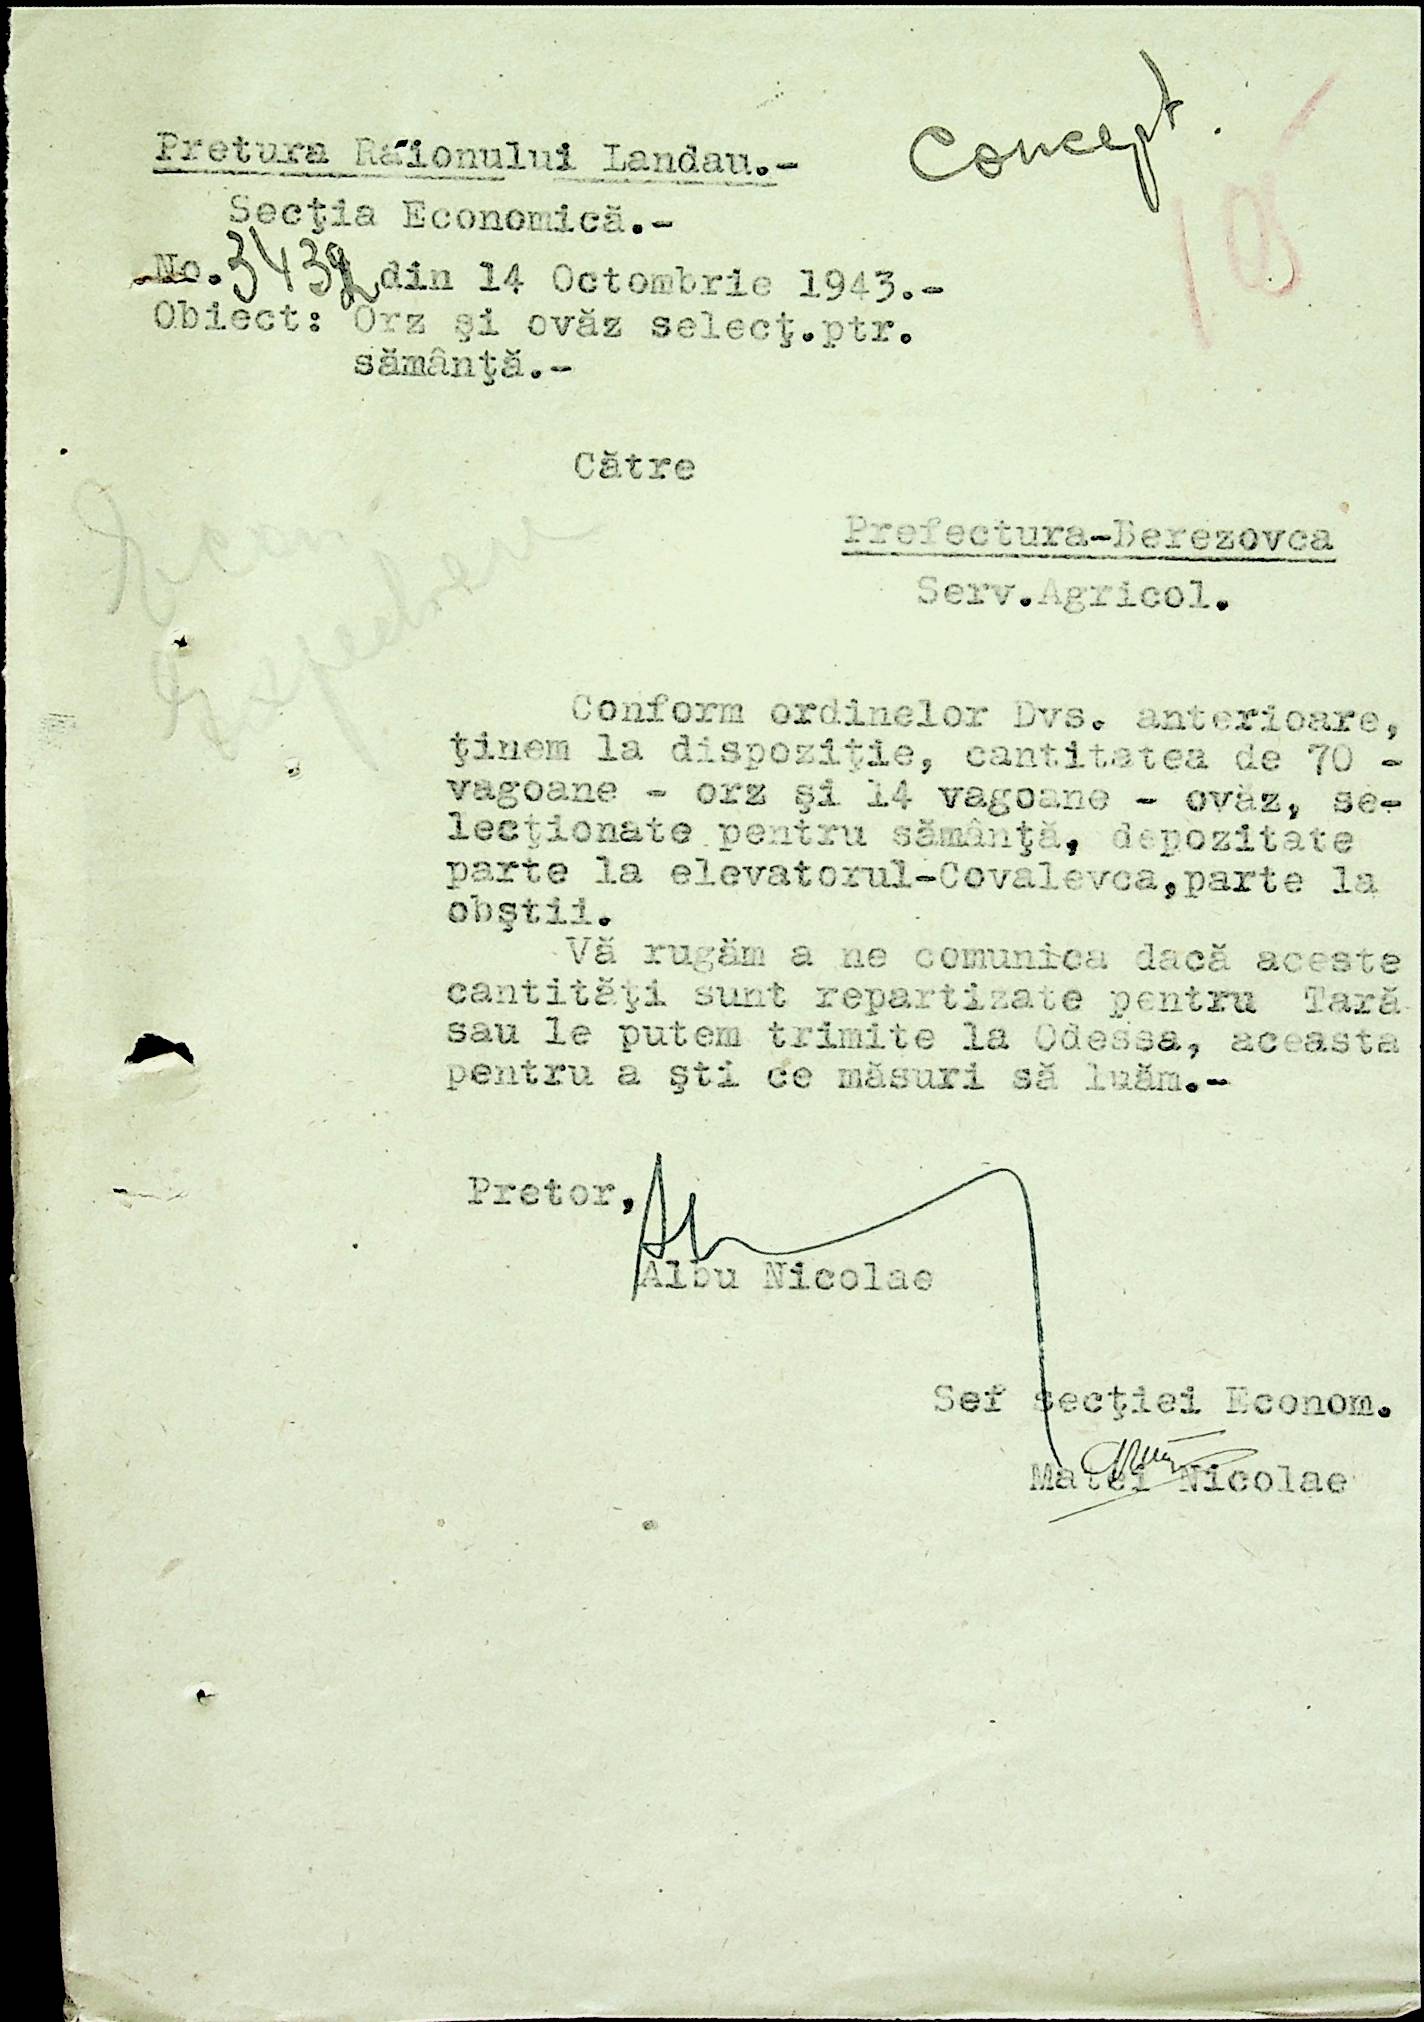 Concept.
Pretura Raionului Landau.-
Secţia Economică.-
No. 3439 din 14 Octombrie 1943.-
Obiect: Orz şi ovăz selecţ.ptr.
sămânţă.-
Către
Prefectura-Berezovca
Serv.Agricol.
Conform ordinelor Dvs. anterioare,
ţinem la dispoziţie, cantitatea de 70 -
vagoane - orz şi 14 vagoane - ovăz, se-
lecţionate pentru sămânţă, depozitate
parte la elevatorul-Covalevca,parte la
obştii.
Vă rugăm a ne comunica dacă aceste
cantităţi sunt repartizate pentru Tară
sau le putem trimite la Odessa, aceasta
pentru a şti ce măsuri să luăm.-
Pretor,
Albu Nicolae
Sef secţiei Econom.
Matei Nicolae